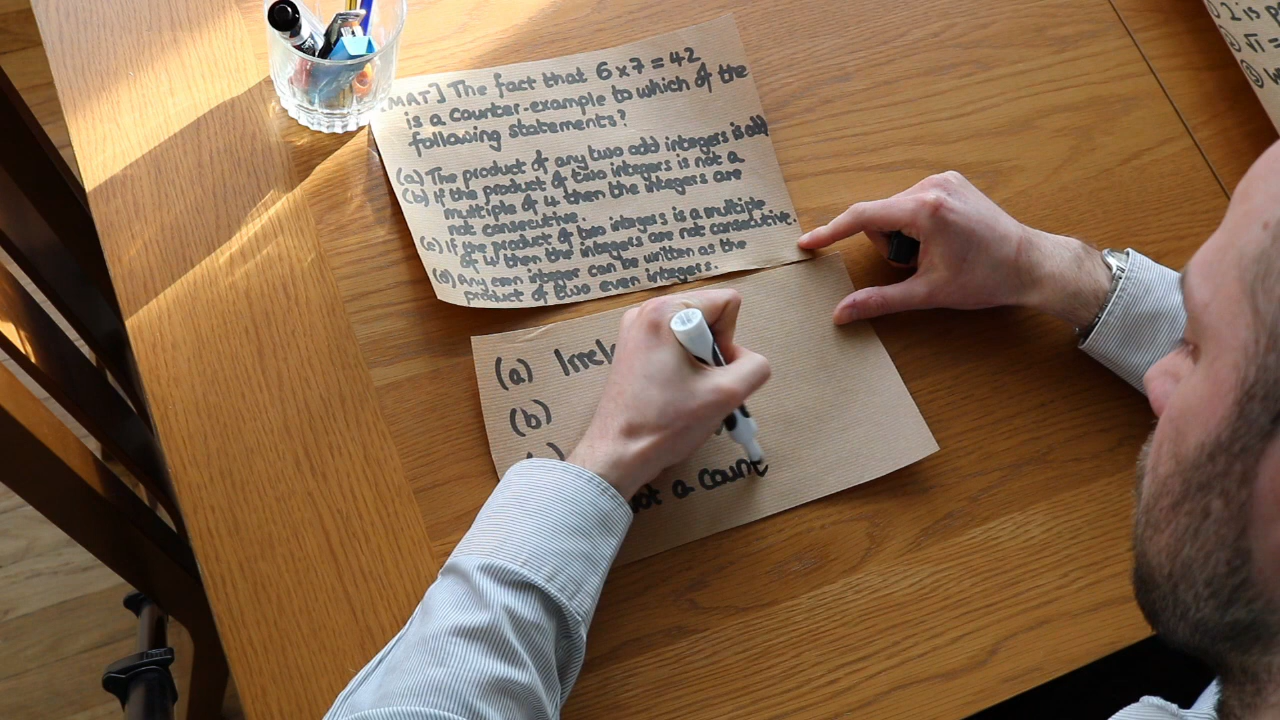 MAT] The fact that 6 x 7 = 42
is a counter-example to which of the
following statements?
(a) The product of any two odd integers is odd
(b) If the product of two integers is not a
multiple of 4 then the integers are
not consecutive.
(c) If the product of two integers is a multiple
of 4 then the integers are not consecutive.
(d) Any even integer can be written as the
product of two even integers.
(a) Irrel
(b)
not a count
2 is p
√1 =